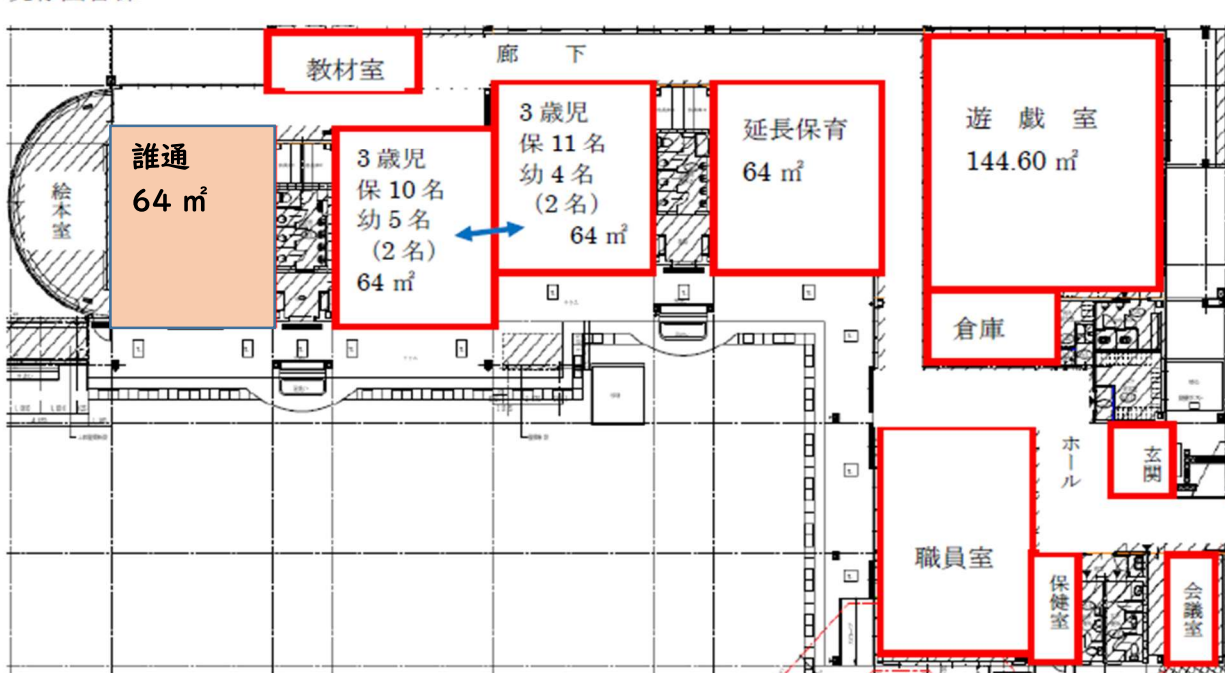 教材室
廊　下
誰通
64 ㎡
絵本室
3 歳児
保 10 名
幼 5 名
（2 名）
64 ㎡
3 歳児
保 11 名
幼 4 名
（2 名）
64 ㎡
延長保育
64 ㎡
遊　戯　室
144.60 ㎡
倉庫
ホール
玄関
職員室
保健室
会議室